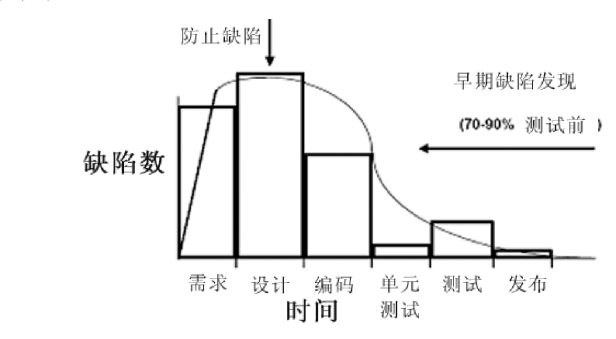 防止缺陷
早期缺陷发现
(70-90% 测试前 )
缺陷数
需求 设计 编码 单元测试 测试 发布
时间